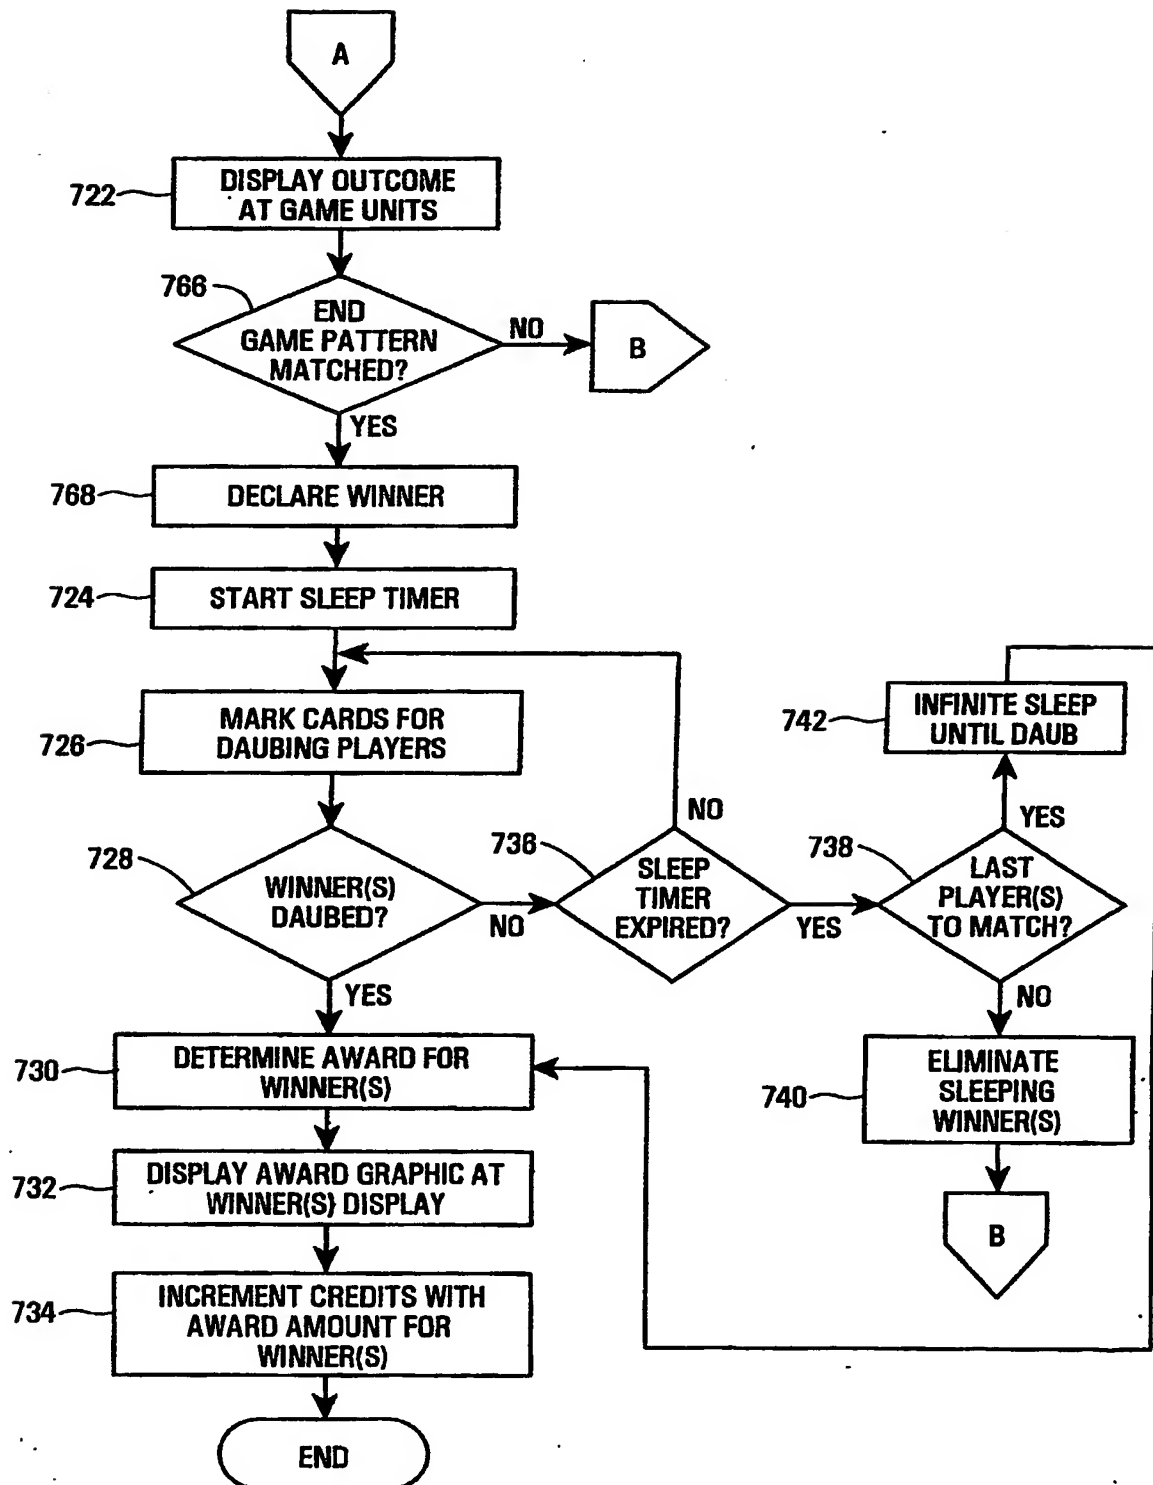 A
722
DISPLAY OUTCOME
AT GAME UNITS
766
END
GAME PATTERN
MATCHED?
NO
B
YES
768
DECLARE WINNER
724
START SLEEP TIMER
726
MARK CARDS FOR
DAUBING PLAYERS
742
INFINITE SLEEP
UNTIL DAUB
728
WINNER(S)
DAUBED?
NO
736
SLEEP
TIMER
EXPIRED?
NO
YES
738
LAST
PLAYER(S)
TO MATCH?
YES
NO
YES
730
DETERMINE AWARD FOR
WINNER(S)
740
ELIMINATE
SLEEPING
WINNER(S)
732
DISPLAY AWARD GRAPHIC AT
WINNER(S) DISPLAY
B
734
INCREMENT CREDITS WITH
AWARD AMOUNT FOR
WINNER(S)
END